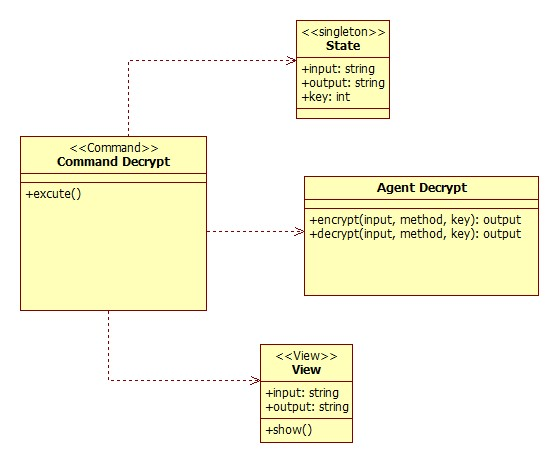 <<singleton>>
State
+input: string
+output: string
+key: int
<<Command>>
Command Decrypt
+excute()
Agent Decrypt
+encrypt(input, method, key): output
+decrypt(input, method, key): output
<<View>>
View
+input: string
+output: string
+show()